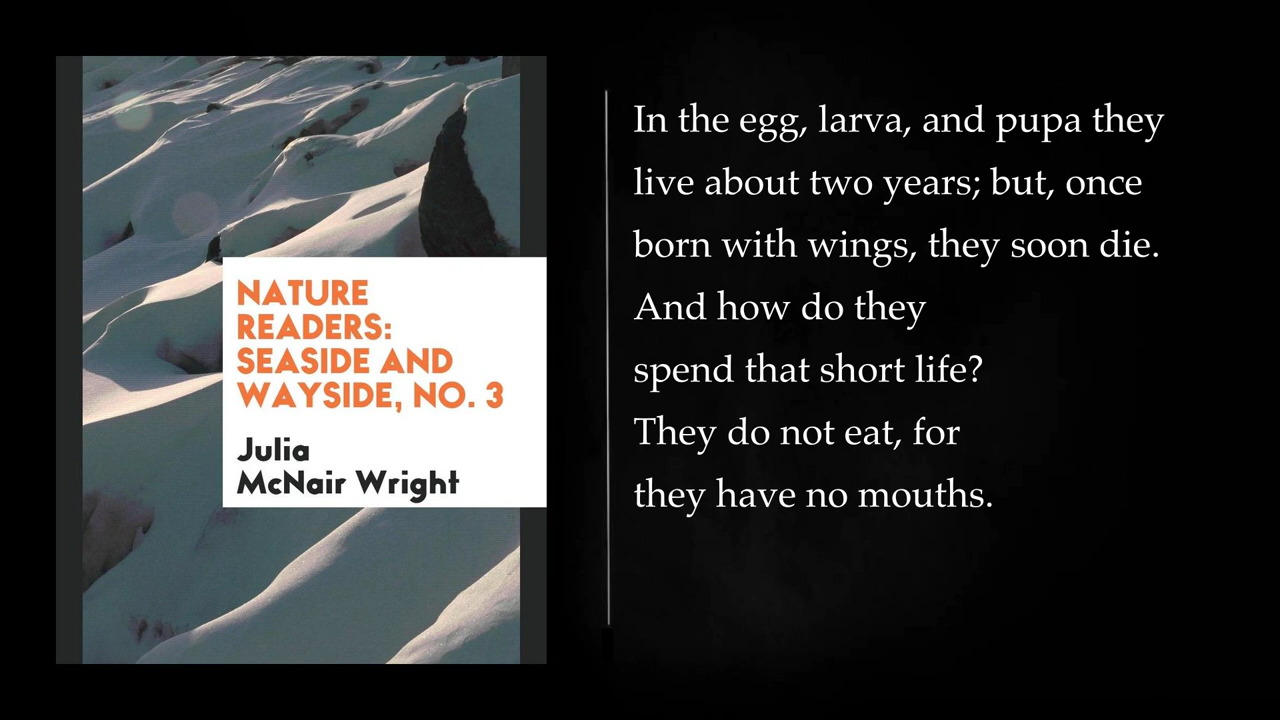 NATURE
READERS:
SEASIDE AND
WAYSIDE, NO. 3
Julia
McNair Wright
In the egg, larva, and pupa they
live about two years; but, once
born with wings, they soon die.
And how do they
spend that short life?
They do not eat, for
they have no mouths.